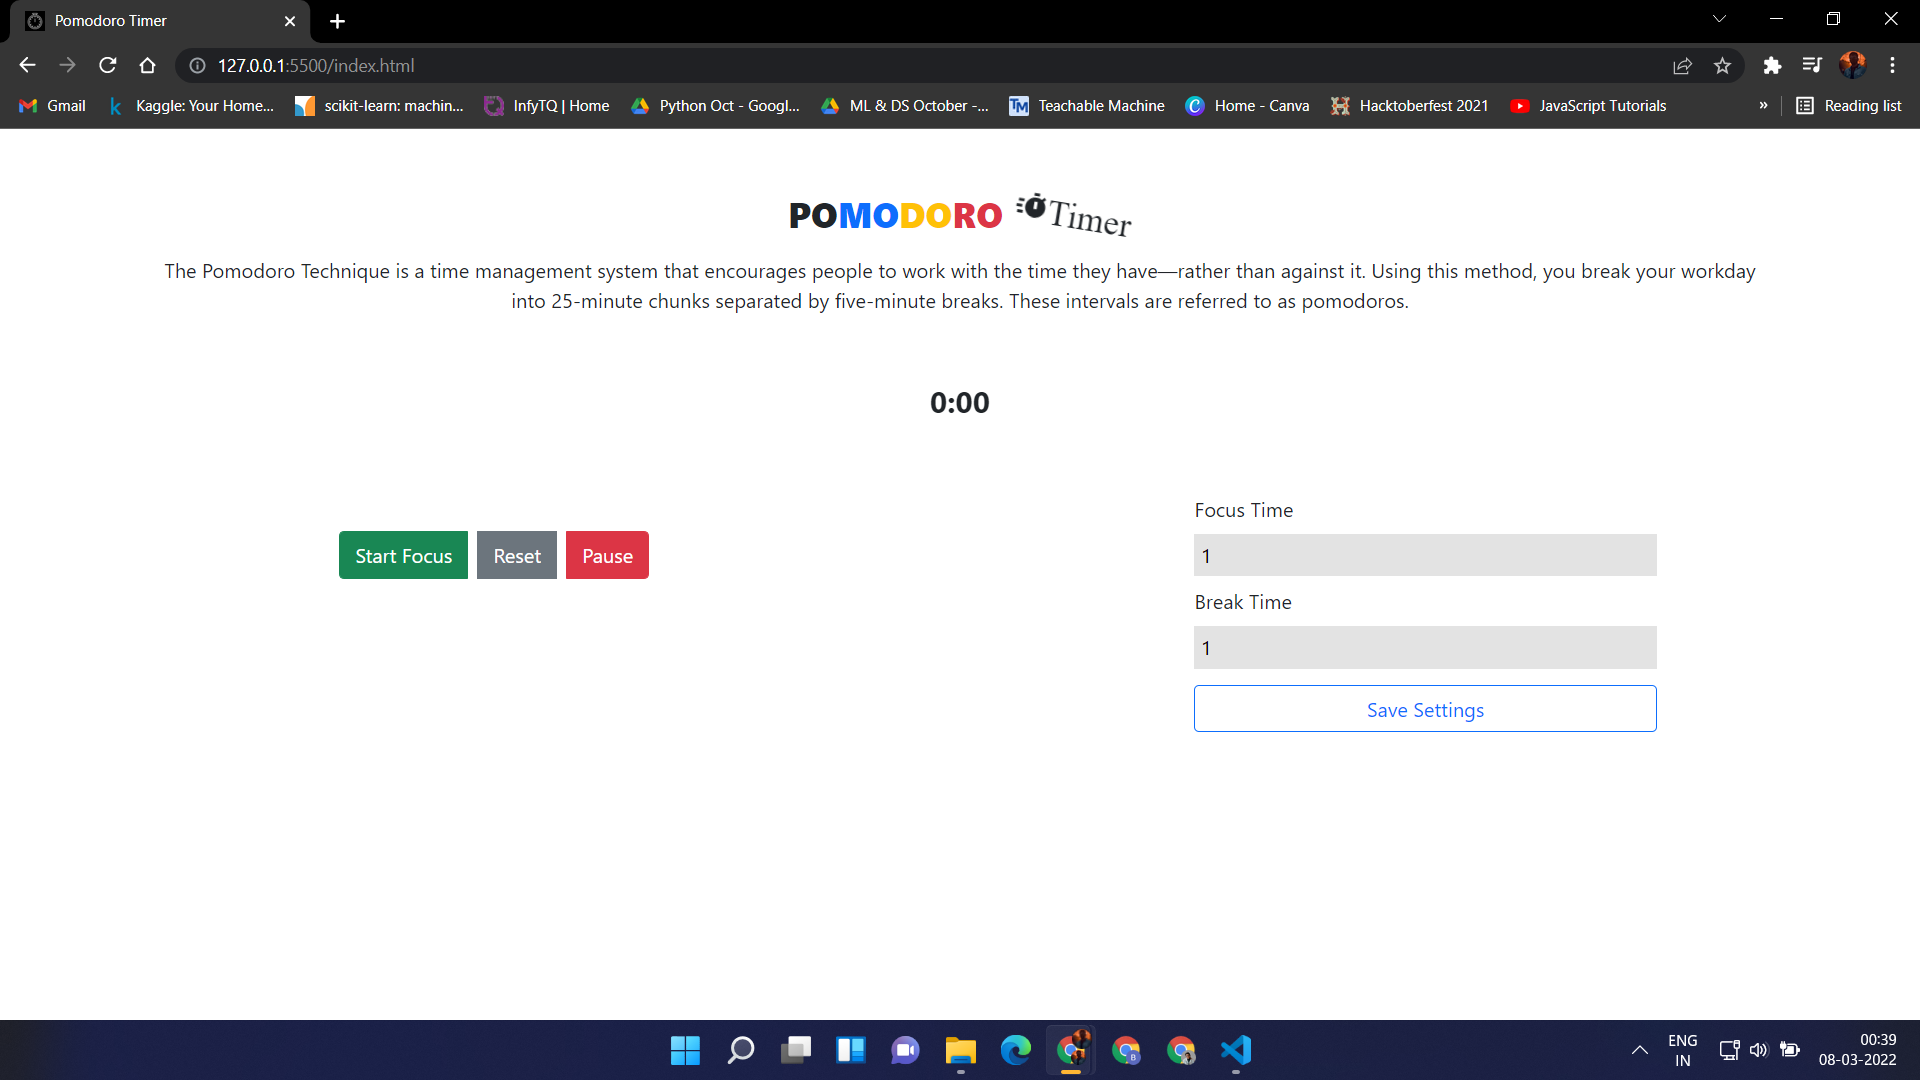 Pomodoro Timer
127.0.0.1:5500/index.html
Gmail
Kaggle: Your Home...
scikit-learn: machin...
InfyTQ | Home
Python Oct - Googl...
ML & DS October -...
TM
Teachable Machine
Home - Canva
Hacktoberfest 2021
JavaScript Tutorials
»
Reading list
POMODORO Timer
The Pomodoro Technique is a time management system that encourages people to work with the time they have—rather than against it. Using this method, you break your workday
into 25-minute chunks separated by five-minute breaks. These intervals are referred to as pomodoros.
0:00
Start Focus
Reset
Pause
Focus Time
1
Break Time
1
Save Settings
B
ENG
IN
00:39
08-03-2022